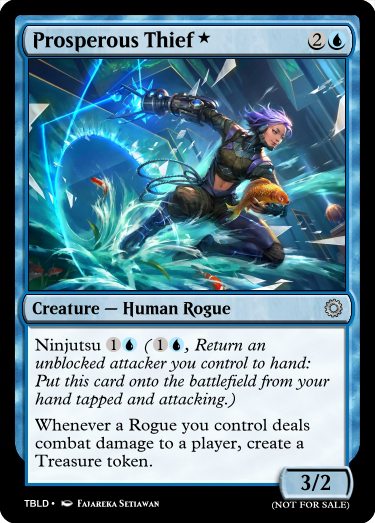 Prosperous Thief ★ 2
Creature — Human Rogue
Ninjutsu 1 (1, Return an
unblocked attacker you control to hand:
Put this card onto the battlefield from your
hand tapped and attacking.)
Whenever a Rogue you control deals
combat damage to a player, create a
Treasure token.
3/2
TBLD • Fajareka Setiawan
(NOT FOR SALE)